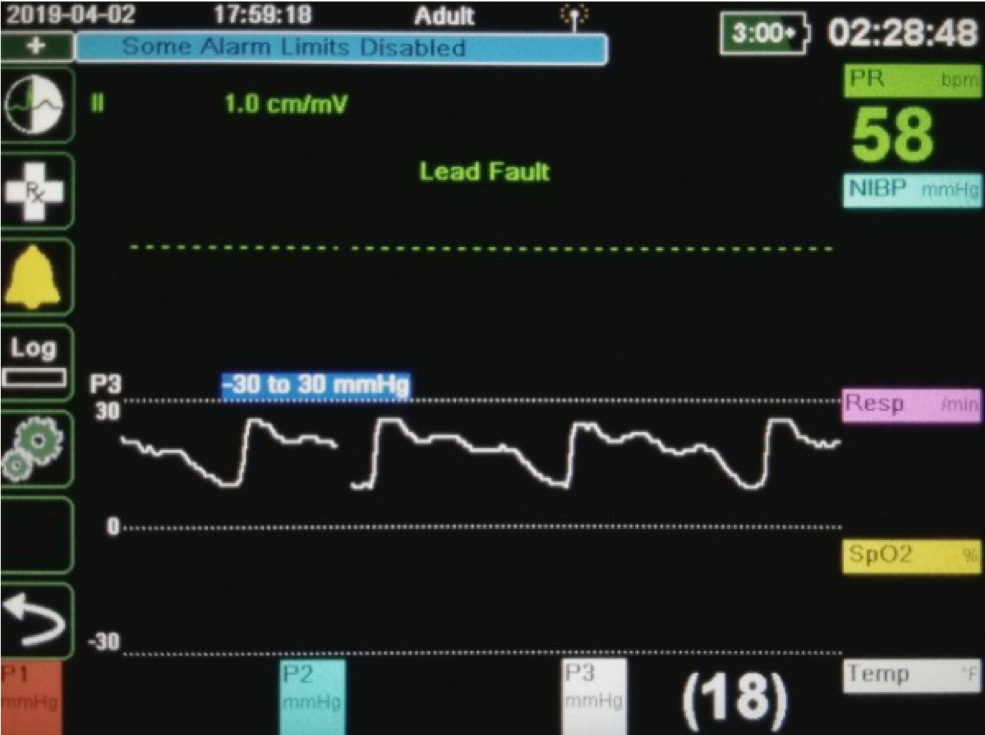 2019-04-02 17:59:18 Adult 3:00+ 02:28:48
Some Alarm Limits Disabled
PR bpm
58
II 1.0 cm/mV
Lead Fault
Rx
NIBP mmHg
Log
P3 -30 to 30 mmHg
30
Resp /min
0
SpO2 %
-30
P1 mmHg
P2 mmHg
P3 mmHg
(18)
Temp °F